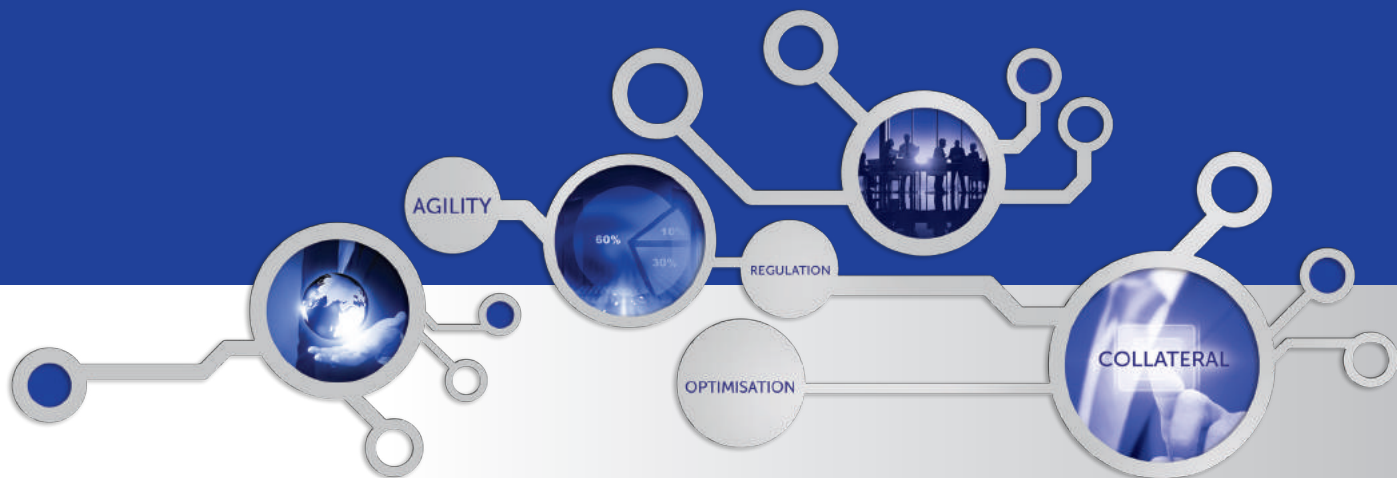 AGILITY
60%
10%
30%
REGULATION
COLLATERAL
OPTIMISATION